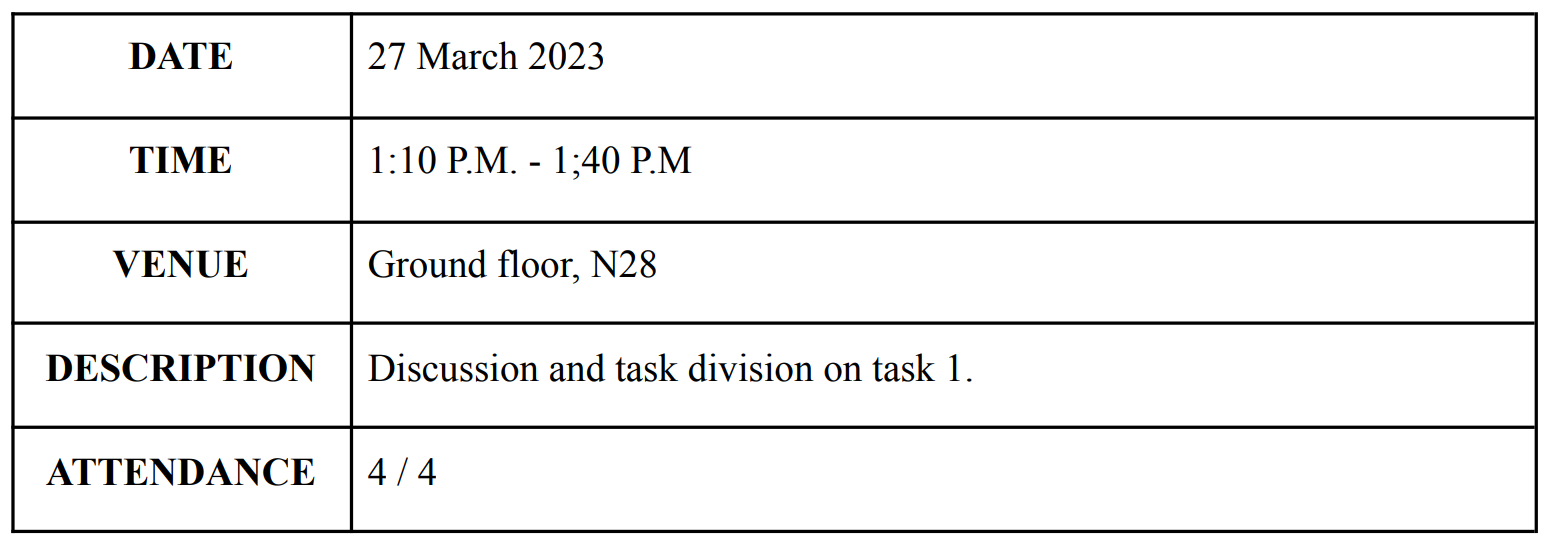 DATE 27 March 2023
TIME 1:10 P.M. - 1;40 P.M
VENUE Ground floor, N28
DESCRIPTION Discussion and task division on task 1.
ATTENDANCE 4 / 4